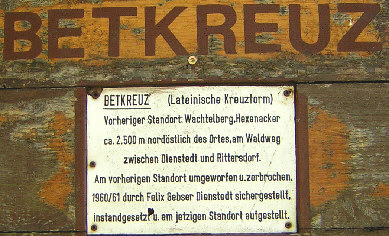 BETKREUZ
BETKREUZ (Lateinische Kreuzform)
Vorheriger Standort: Wachtelberg, Hexenacker
ca. 2.500 m nordöstlich des Ortes, am Waldweg
zwischen Dienstedt und Rittersdorf.
Am vorherigen Standort umgeworfen u. zerbrochen.
1960/61 durch Felix Gebser Dienstedt sichergestellt,
instandgesetzt u. am jetzigen Standort aufgestellt.